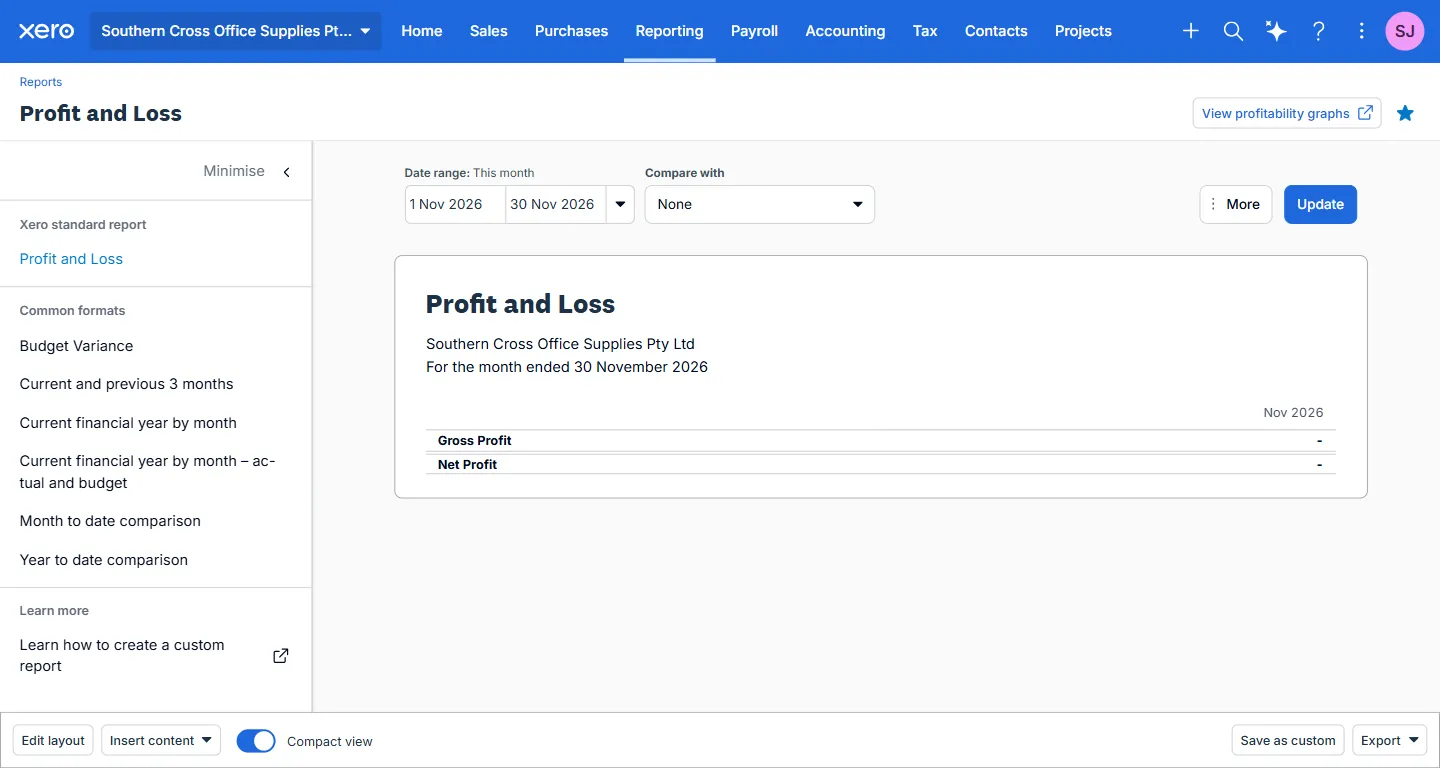 xero
Southern Cross Office Supplies Pt...
Home
Sales
Purchases
Reporting
Payroll
Accounting
Tax
Contacts
Projects
SJ
Reports
Profit and Loss
View profitability graphs
Minimise
Xero standard report
Profit and Loss
Common formats
Budget Variance
Current and previous 3 months
Current financial year by month
Current financial year by month – ac-
tual and budget
Month to date comparison
Year to date comparison
Learn more
Learn how to create a custom
report
Date range: This month
1 Nov 2026
30 Nov 2026
Compare with
None
More
Update
Profit and Loss
Southern Cross Office Supplies Pty Ltd
For the month ended 30 November 2026
Nov 2026
Gross Profit -
Net Profit -
Edit layout
Insert content
Compact view
Save as custom
Export